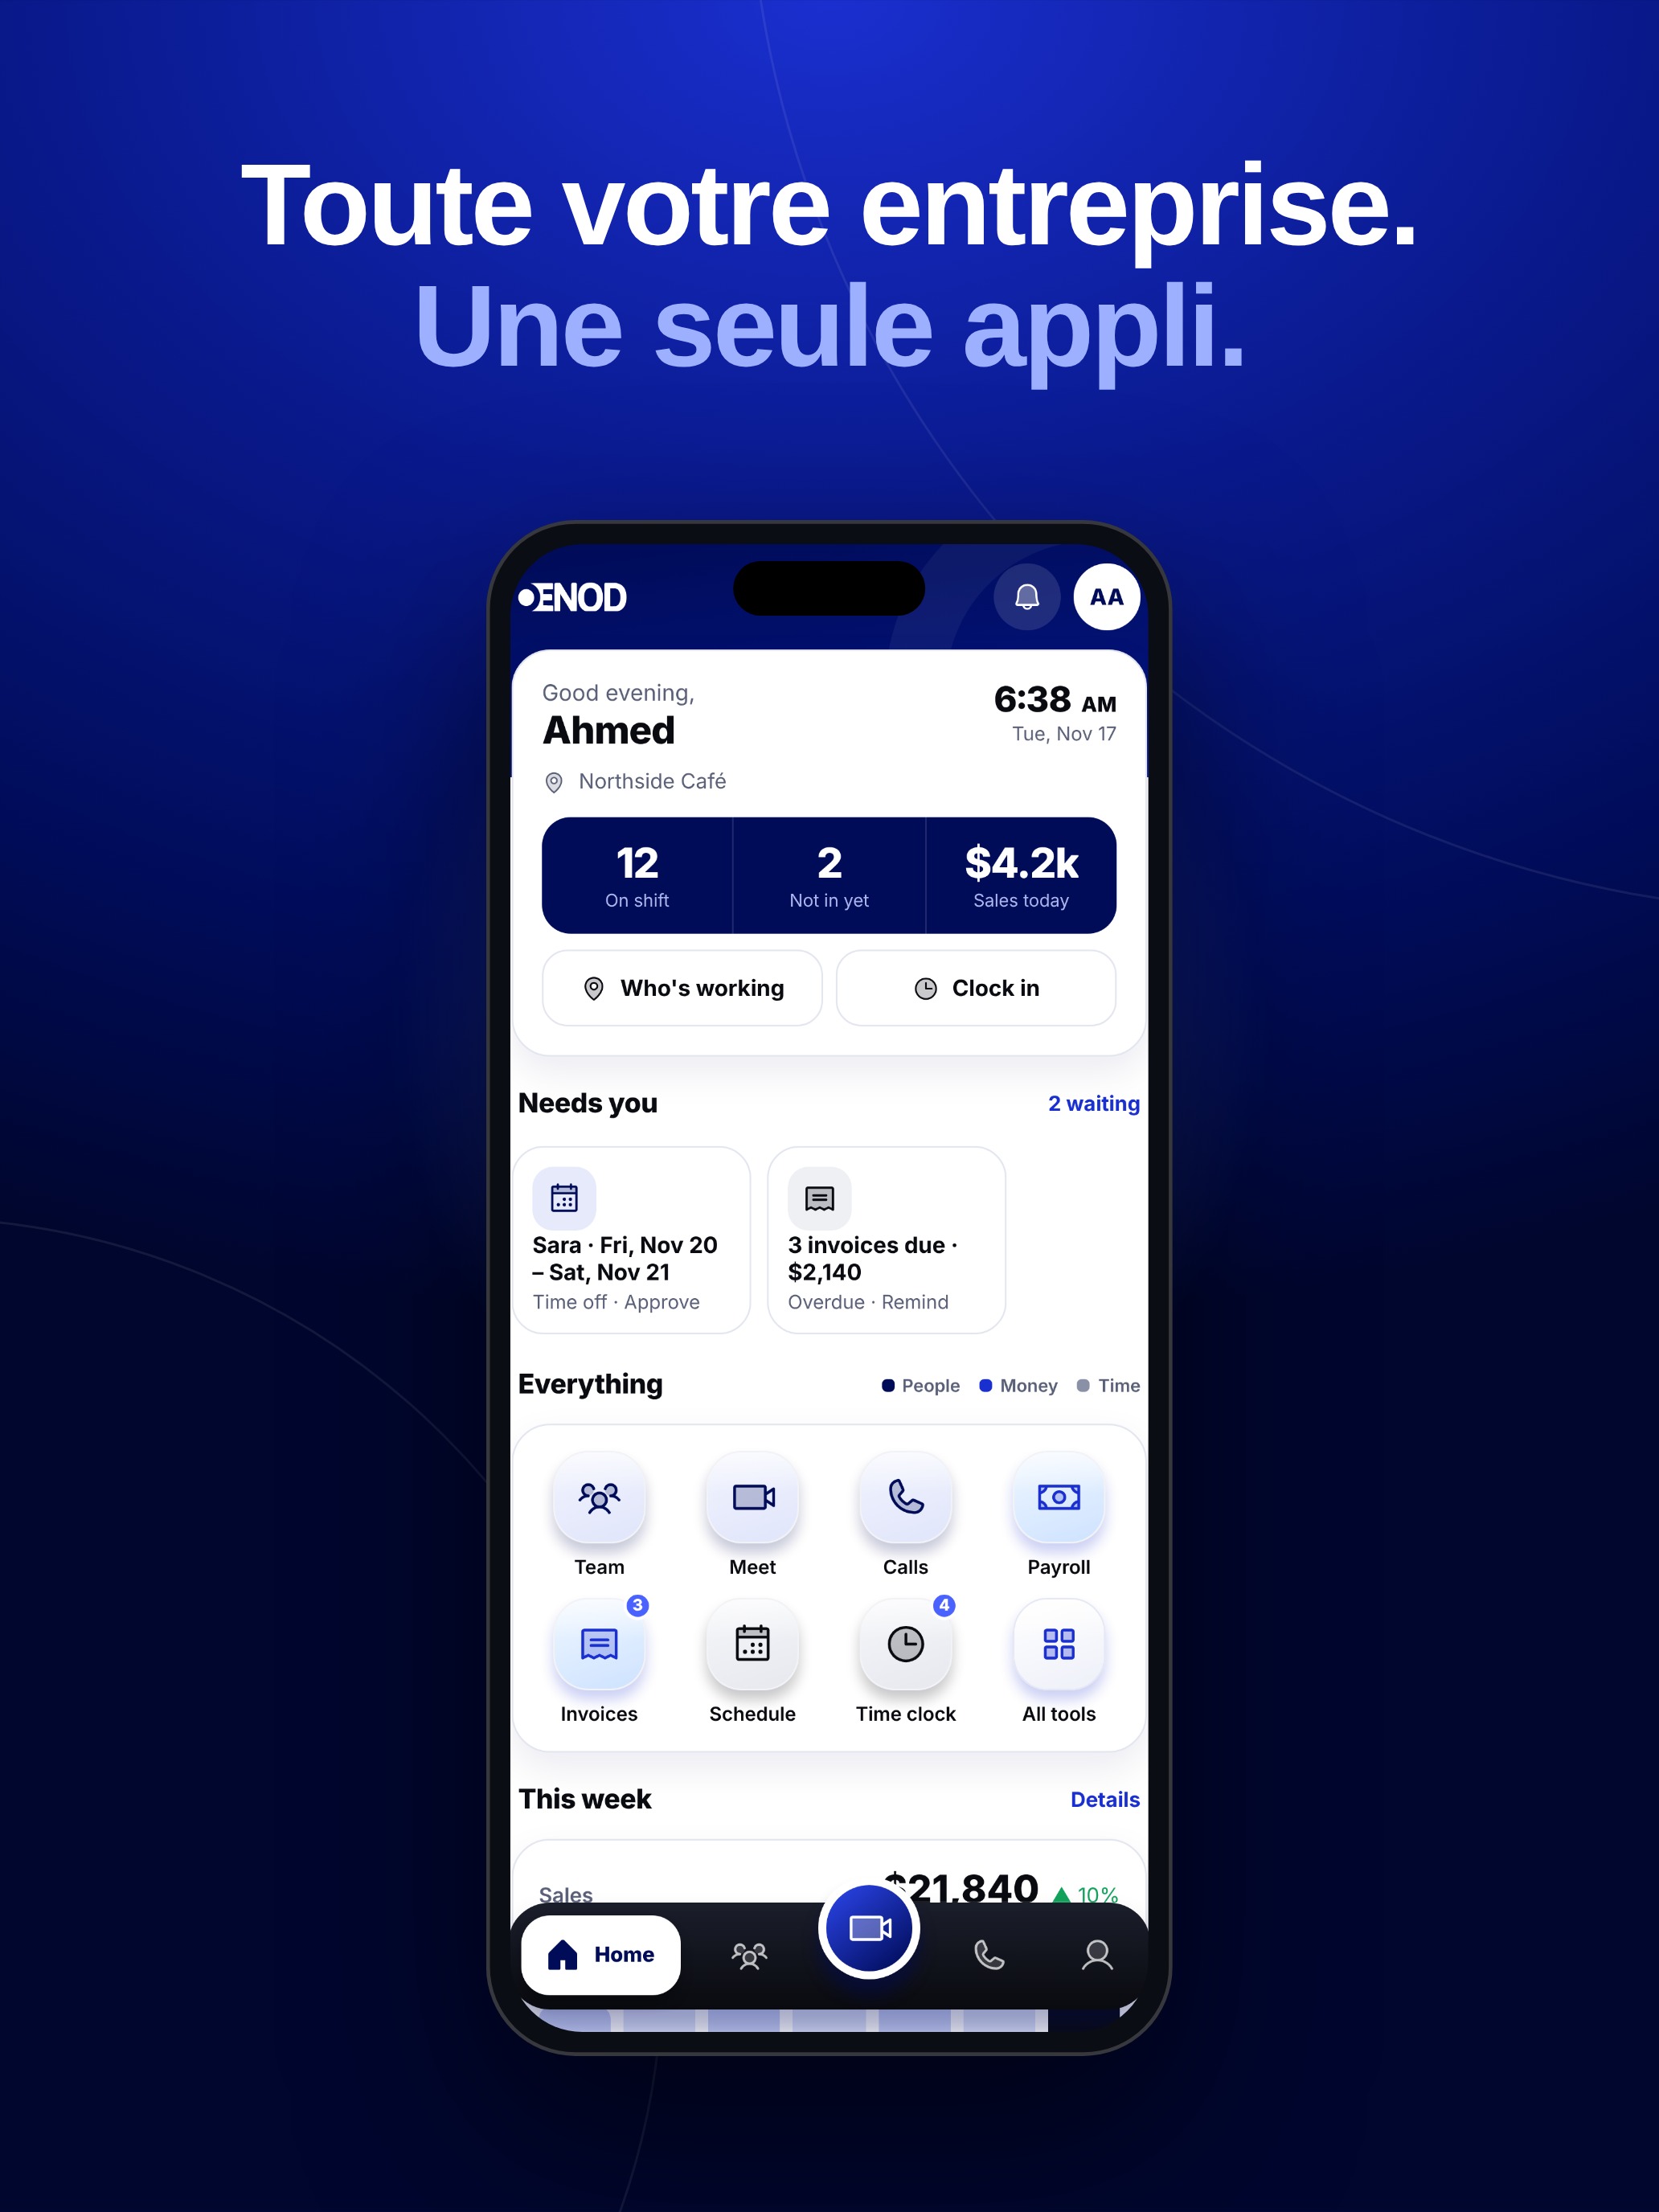 Toute votre entreprise.
Une seule appli.
ENOD
AA
Good evening,
Ahmed
6:38 AM
Tue, Nov 17
Northside Café
12
On shift
2
Not in yet
$4.2k
Sales today
Who's working
Clock in
Needs you
2 waiting
Sara · Fri, Nov 20
– Sat, Nov 21
Time off · Approve
3 invoices due ·
$2,140
Overdue · Remind
Everything
People
Money
Time
Team
Meet
Calls
Payroll
3
4
Invoices
Schedule
Time clock
All tools
This week
Details
Sales
$21,840
10%
Home